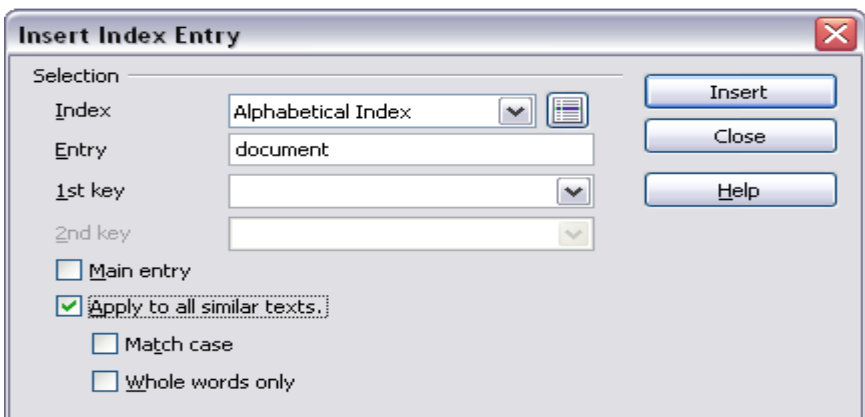 Insert Index Entry
Selection
Index Alphabetical Index
Insert
Entry document
Close
1st key
Help
2nd key
Main entry
Apply to all similar texts.
Match case
Whole words only